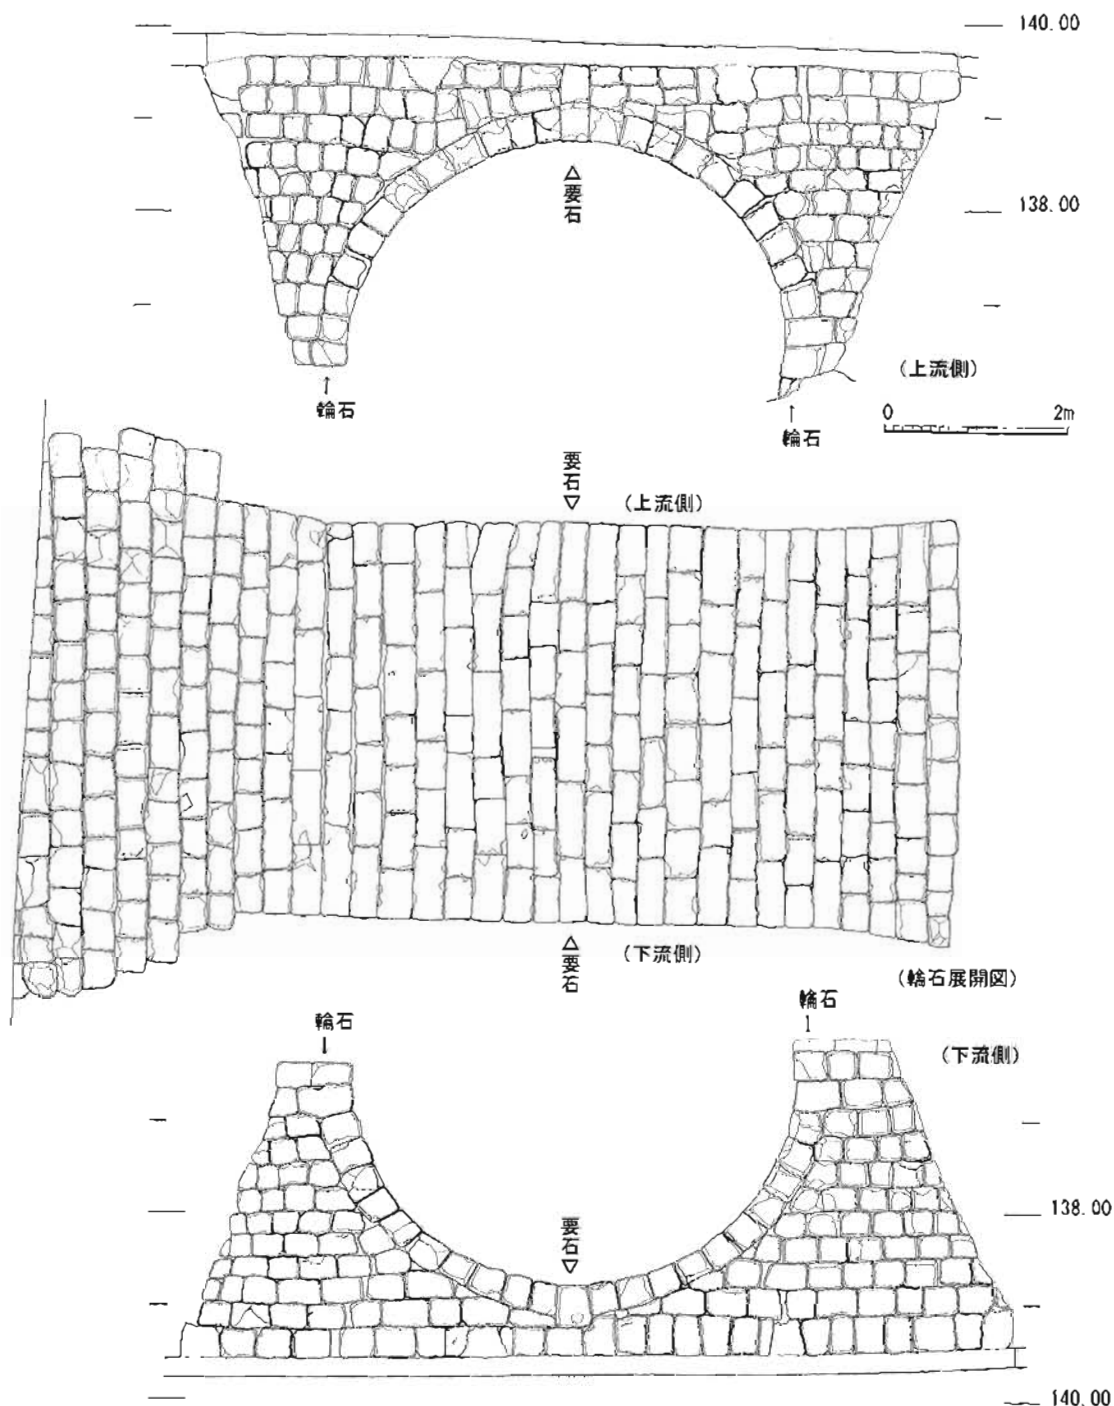 140.00
△
要石
138.00
(上流側)
↑
輪石
0 2m
↑
輪石
要石
▽
(上流側)
△
要石
(下流側)
(輪石展開図)
輪石
↓
輪石
↓
(下流側)
138.00
要石
▽
140.00